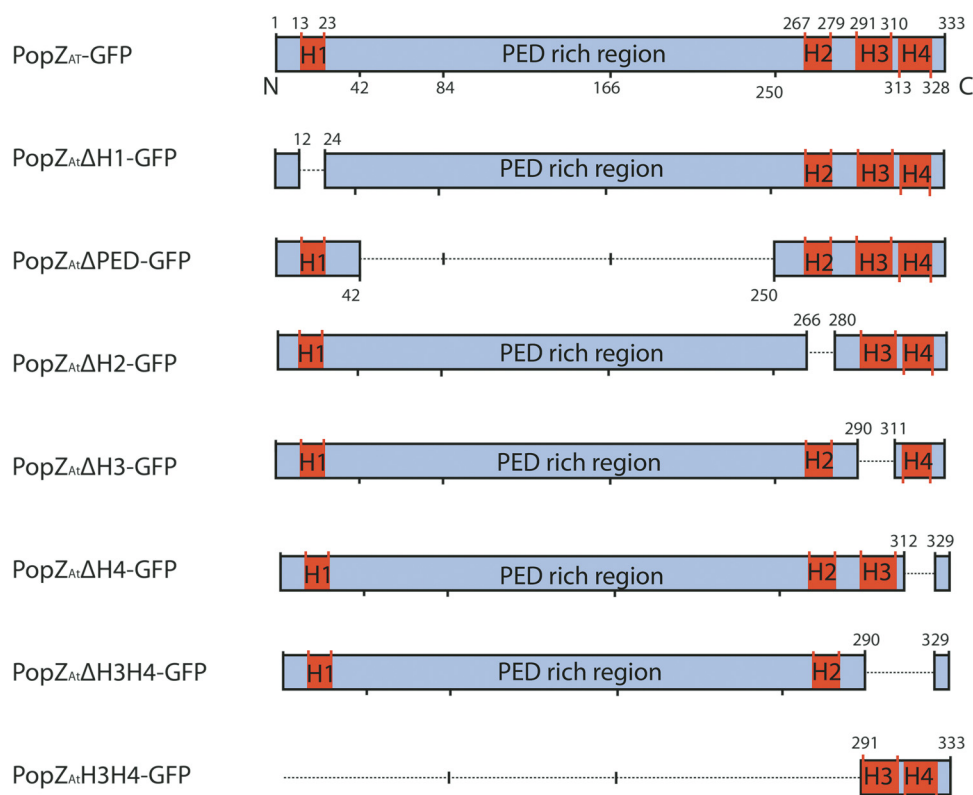 1 13 23 267 279 291 310 333
PopZAT-GFP H1 PED rich region H2 H3 H4
N 42 84 166 250 313 328 C
12 24
PopZAtΔH1-GFP PED rich region H2 H3 H4
PopZAtΔPED-GFP H1 H2 H3 H4
42 250
266 280
PopZAtΔH2-GFP H1 PED rich region H3 H4
290 311
PopZAtΔH3-GFP H1 PED rich region H2 H4
312 329
PopZAtΔH4-GFP H1 PED rich region H2 H3
290 329
PopZAtΔH3H4-GFP H1 PED rich region H2
291 333
PopZAtH3H4-GFP H3 H4